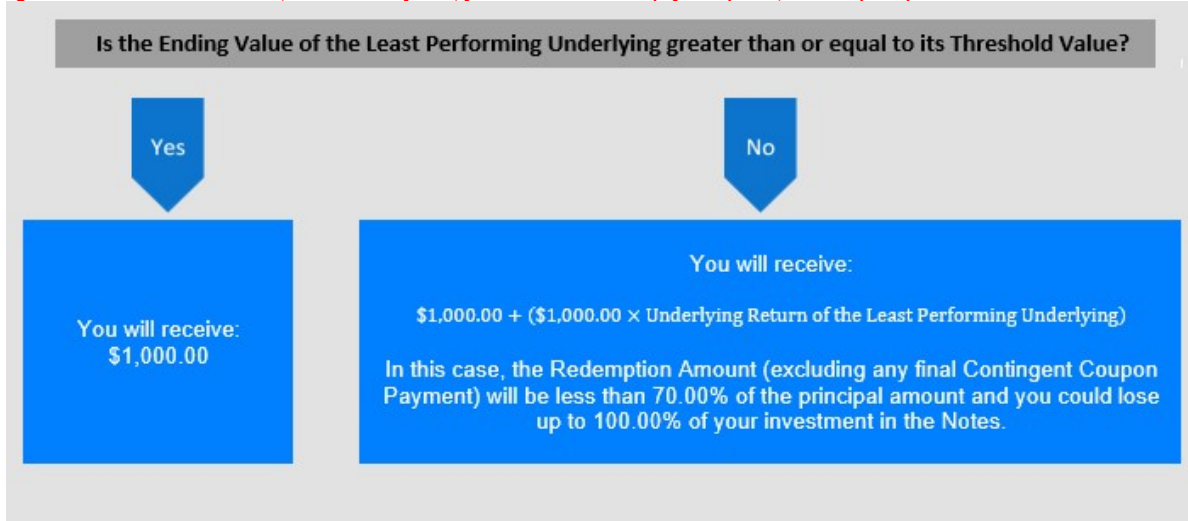 Is the Ending Value of the Least Performing Underlying greater than or equal to its Threshold Value?
Yes
No
You will receive:
$1,000.00
You will receive:
$1,000.00 + ($1,000.00 × Underlying Return of the Least Performing Underlying)
In this case, the Redemption Amount (excluding any final Contingent Coupon
Payment) will be less than 70.00% of the principal amount and you could lose
up to 100.00% of your investment in the Notes.